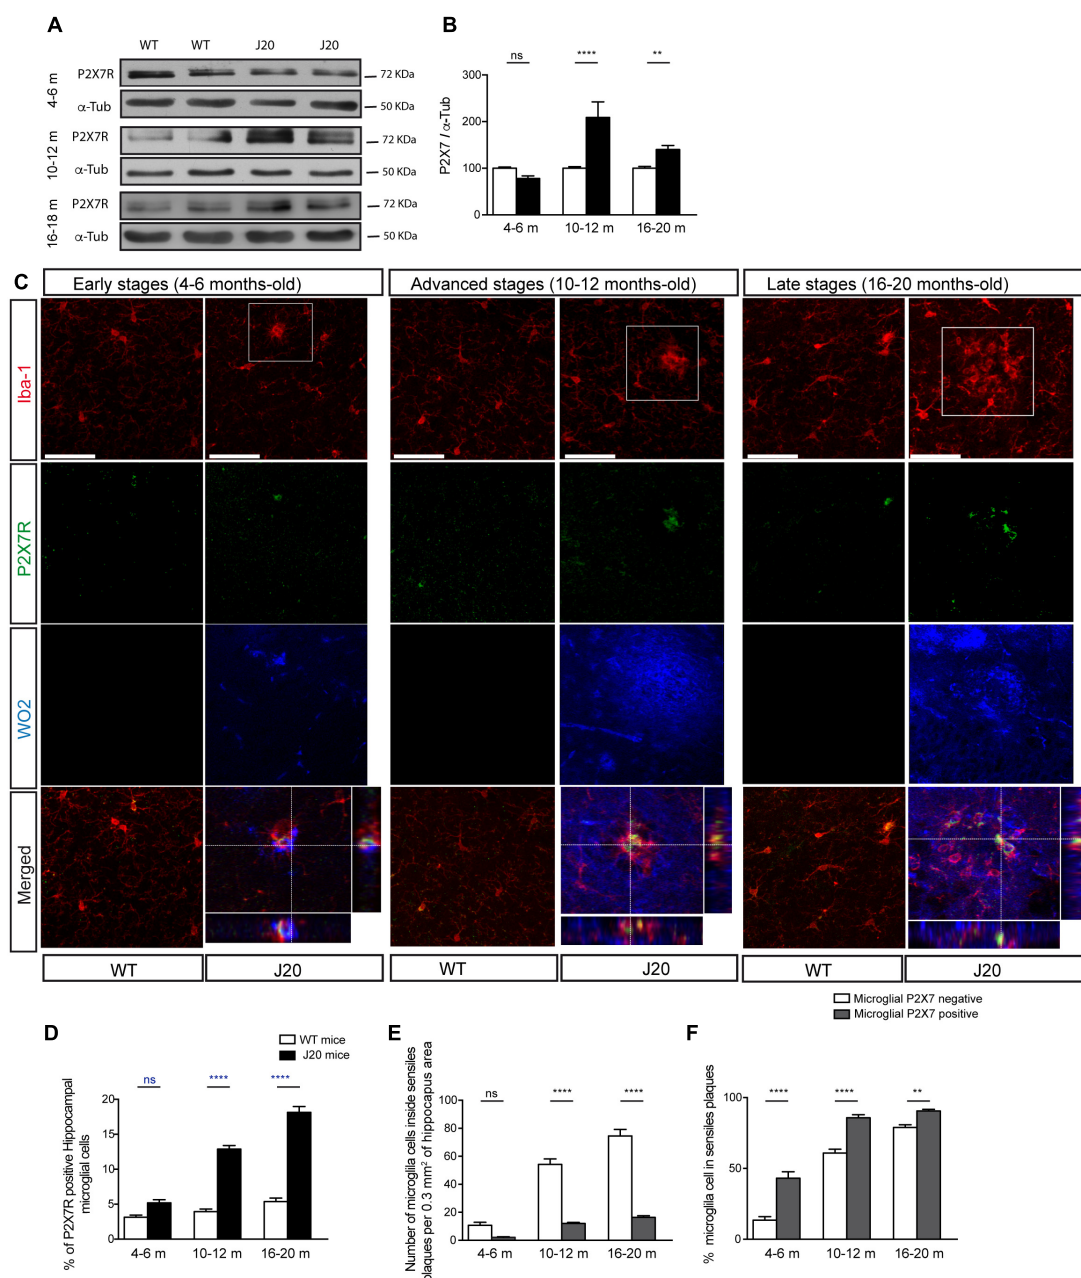 A
WT WT J20 J20
4-6 m
P2X7R
72 KDa
α-Tub
50 KDa
10-12 m
P2X7R
72 KDa
α-Tub
50 KDa
16-18 m
P2X7R
72 KDa
α-Tub
50 KDa
B
ns **** **
P2X7 / α-Tub
300
200
100
0
4-6 m 10-12 m 16-20 m
C
Early stages (4-6 months-old)
Advanced stages (10-12 months-old)
Late stages (16-20 months-old)
Iba-1
P2X7R
WO2
Merged
WT J20 WT J20 WT J20
Microglial P2X7 negative
Microglial P2X7 positive
D
WT mice
J20 mice
ns **** ****
% of P2X7R positive Hippocampal
microglial cells
20
15
10
5
0
4-6 m 10-12 m 16-20 m
E
ns **** ****
Number of microglila cells inside sensiles
plaques per 0.3 mm² of hippocapus area
100
80
60
40
20
0
4-6 m 10-12 m 16-20 m
F
**** **** **
% microglila cell in sensiles plaques
100
50
0
4-6 m 10-12 m 16-20 m